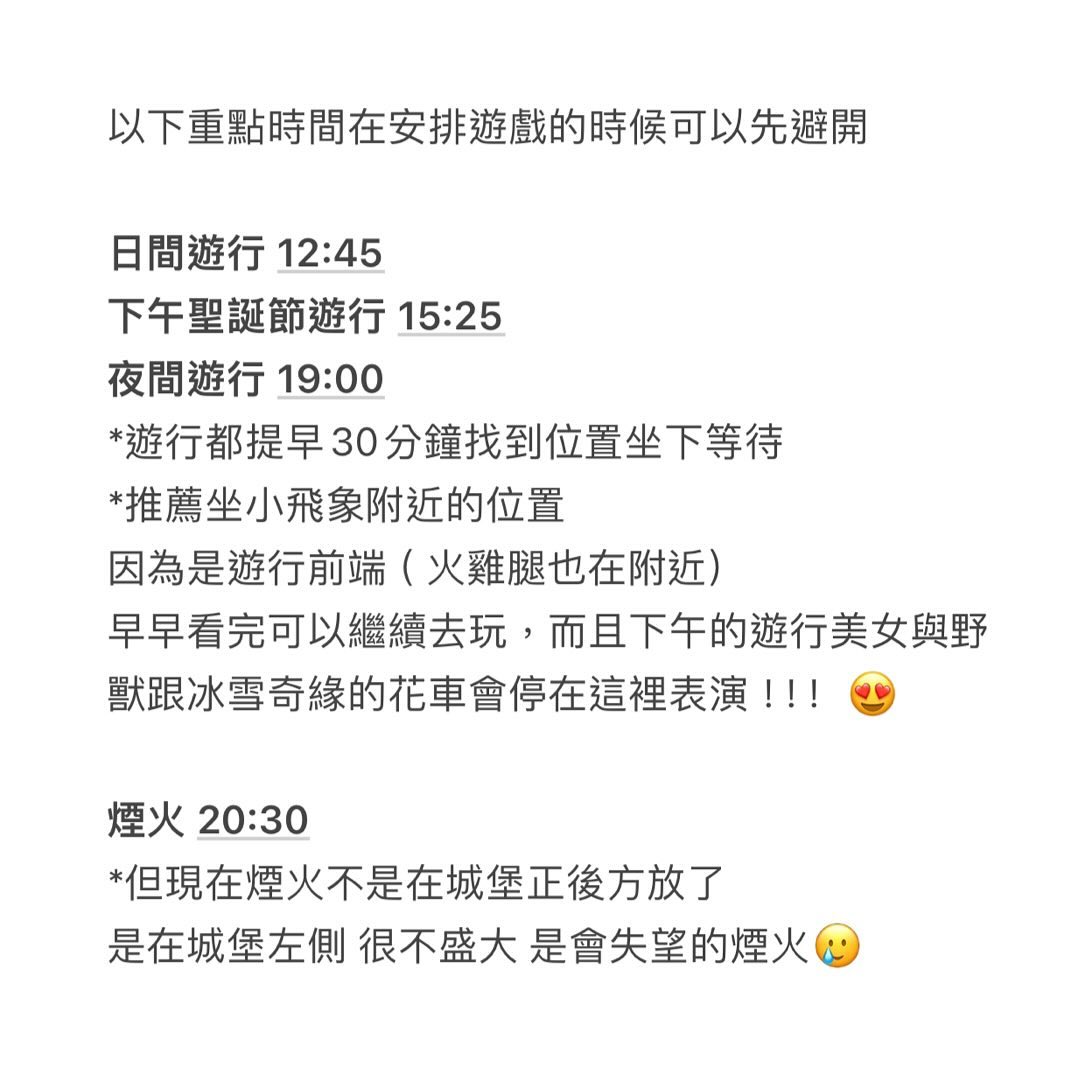 以下重點時間在安排遊戲的時候可以先避開
日間遊行 12:45
下午聖誕節遊行 15:25
夜間遊行 19:00
*遊行都提早30分鐘找到位置坐下等待
*推薦坐小飛象附近的位置
因為是遊行前端（火雞腿也在附近）
早早看完可以繼續去玩，而且下午的遊行美女與野
獸跟冰雪奇緣的花車會停在這裡表演！！！ 😍
煙火 20:30
*但現在煙火不是在城堡正後方放了
是在城堡左側 很不盛大 是會失望的煙火🥲